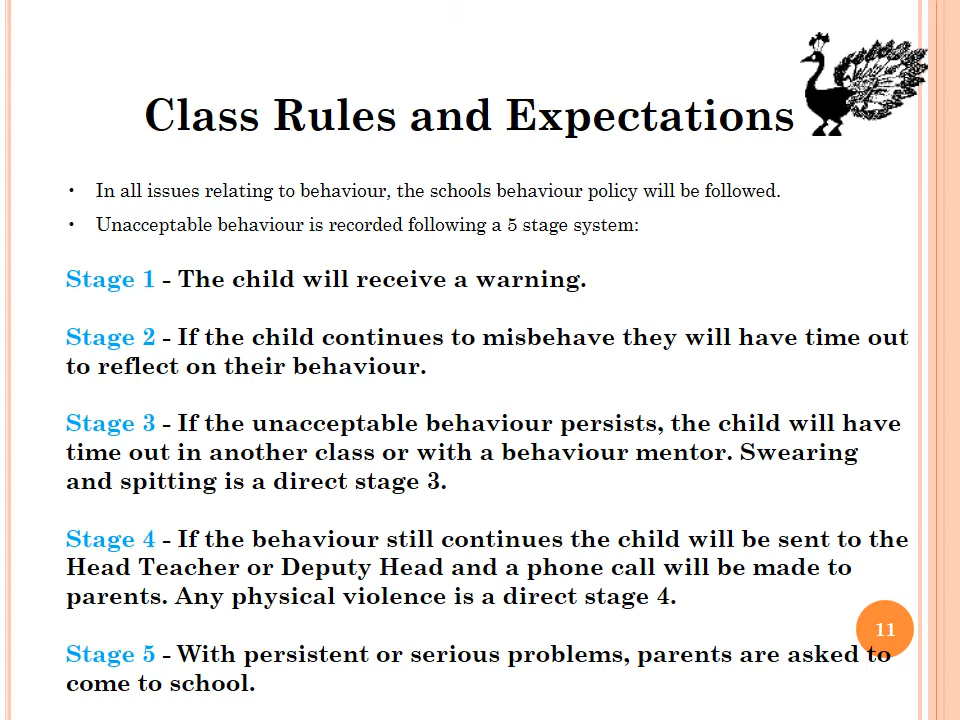 Class Rules and Expectations
• In all issues relating to behaviour, the schools behaviour policy will be followed.
• Unacceptable behaviour is recorded following a 5 stage system:
Stage 1 - The child will receive a warning.
Stage 2 - If the child continues to misbehave they will have time out
to reflect on their behaviour.
Stage 3 - If the unacceptable behaviour persists, the child will have
time out in another class or with a behaviour mentor. Swearing
and spitting is a direct stage 3.
Stage 4 - If the behaviour still continues the child will be sent to the
Head Teacher or Deputy Head and a phone call will be made to
parents. Any physical violence is a direct stage 4.
11
Stage 5 - With persistent or serious problems, parents are asked to
come to school.